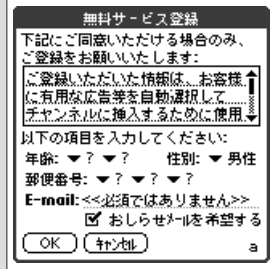 無料サービス登録
下記にご同意いただける場合のみ、
ご登録をお願いいたします:
ご登録いただいた情報は、お客様
に有用な広告等を自動選択して
チャンネルに挿入するために使用
以下の項目を入力してください:
年齢: ▼ ? ▼ ? 性別: ▼ 男性
郵便番号: ▼ ? ▼ ? ▼ ?
E-mail: <<必須ではありません>>
おしらせメールを希望する
OK キャンセル a